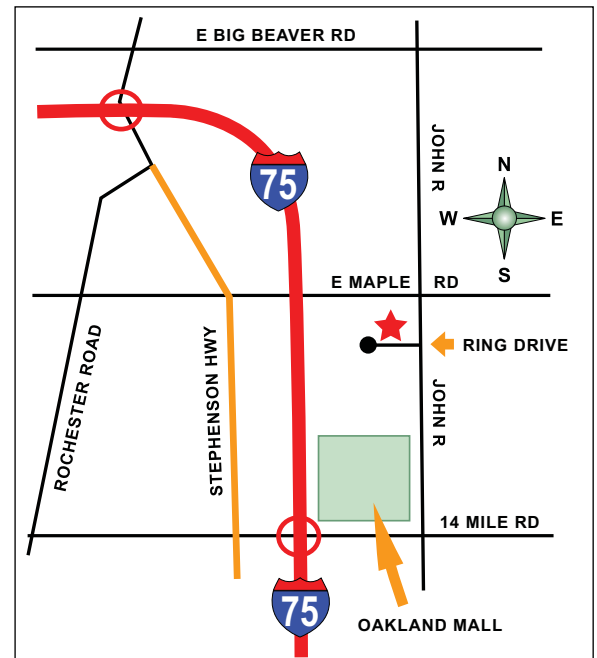 E BIG BEAVER RD
JOHN R
75
N
W E
S
E MAPLE RD
RING DRIVE
ROCHESTER ROAD
STEPHENSON HWY
JOHN R
14 MILE RD
75
OAKLAND MALL